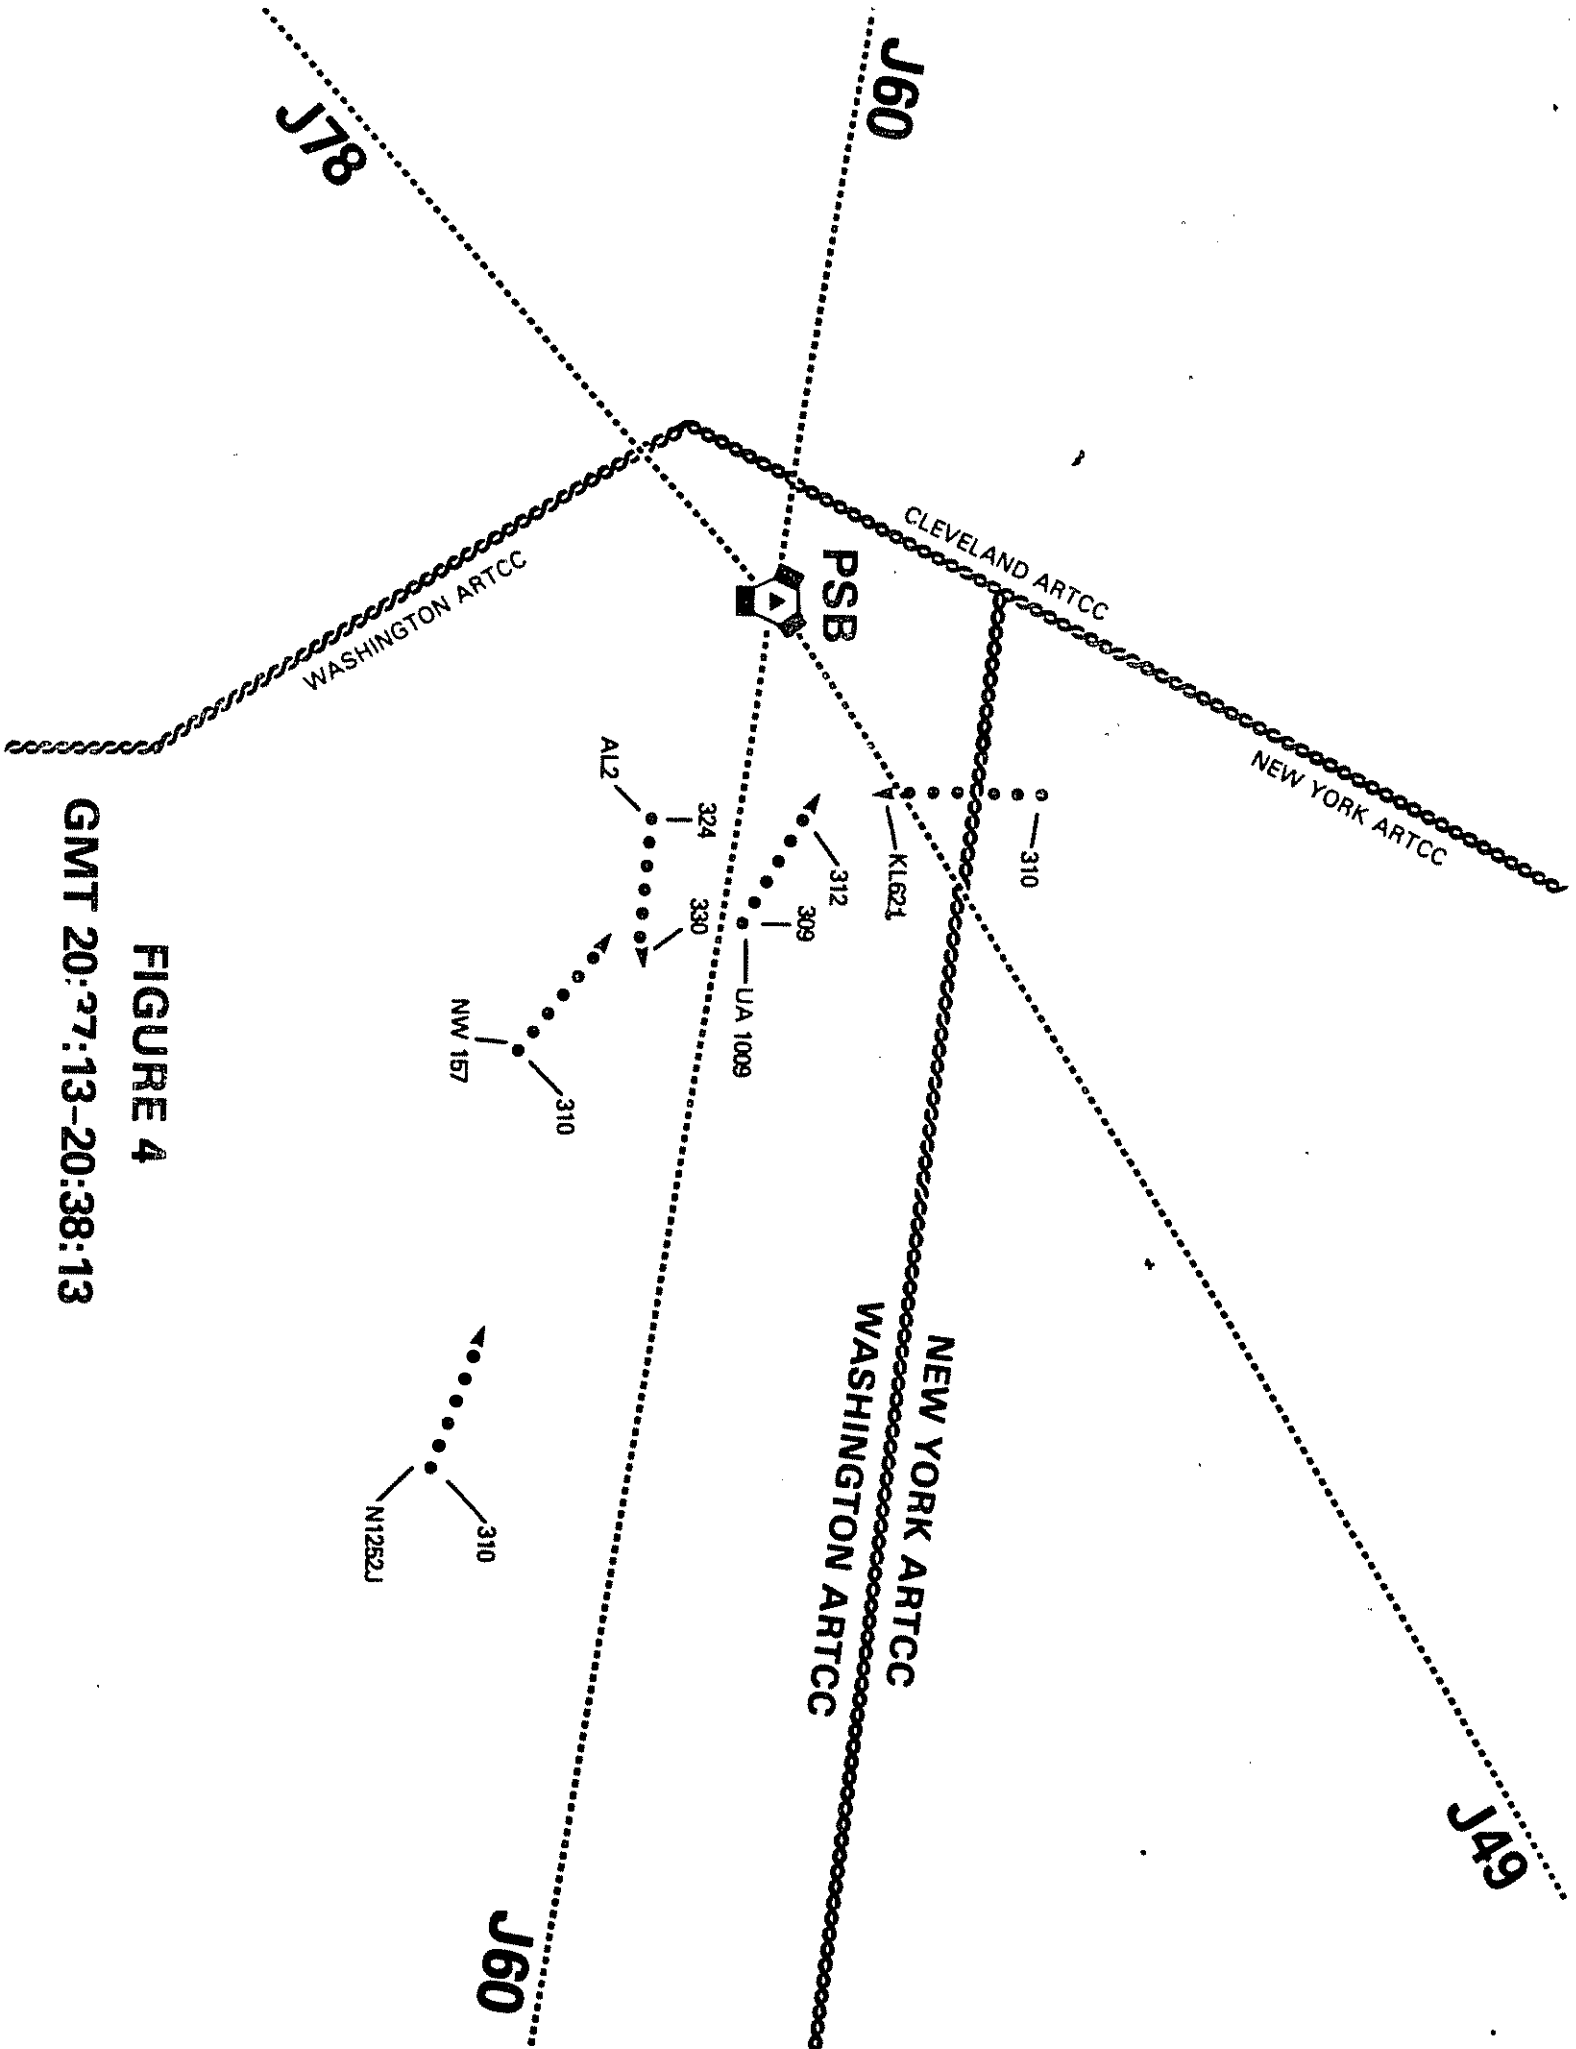 J60
J78
CLEVELAND ARTCC
NEW YORK ARTCC
PSB
WASHINGTON ARTCC
310
KL621
312
309
UA 1009
324
AL2
330
NW 157
310
310
N1252J
NEW YORK ARTCC
WASHINGTON ARTCC
J49
J60
FIGURE 4
GMT 20:37:13-20:38:13